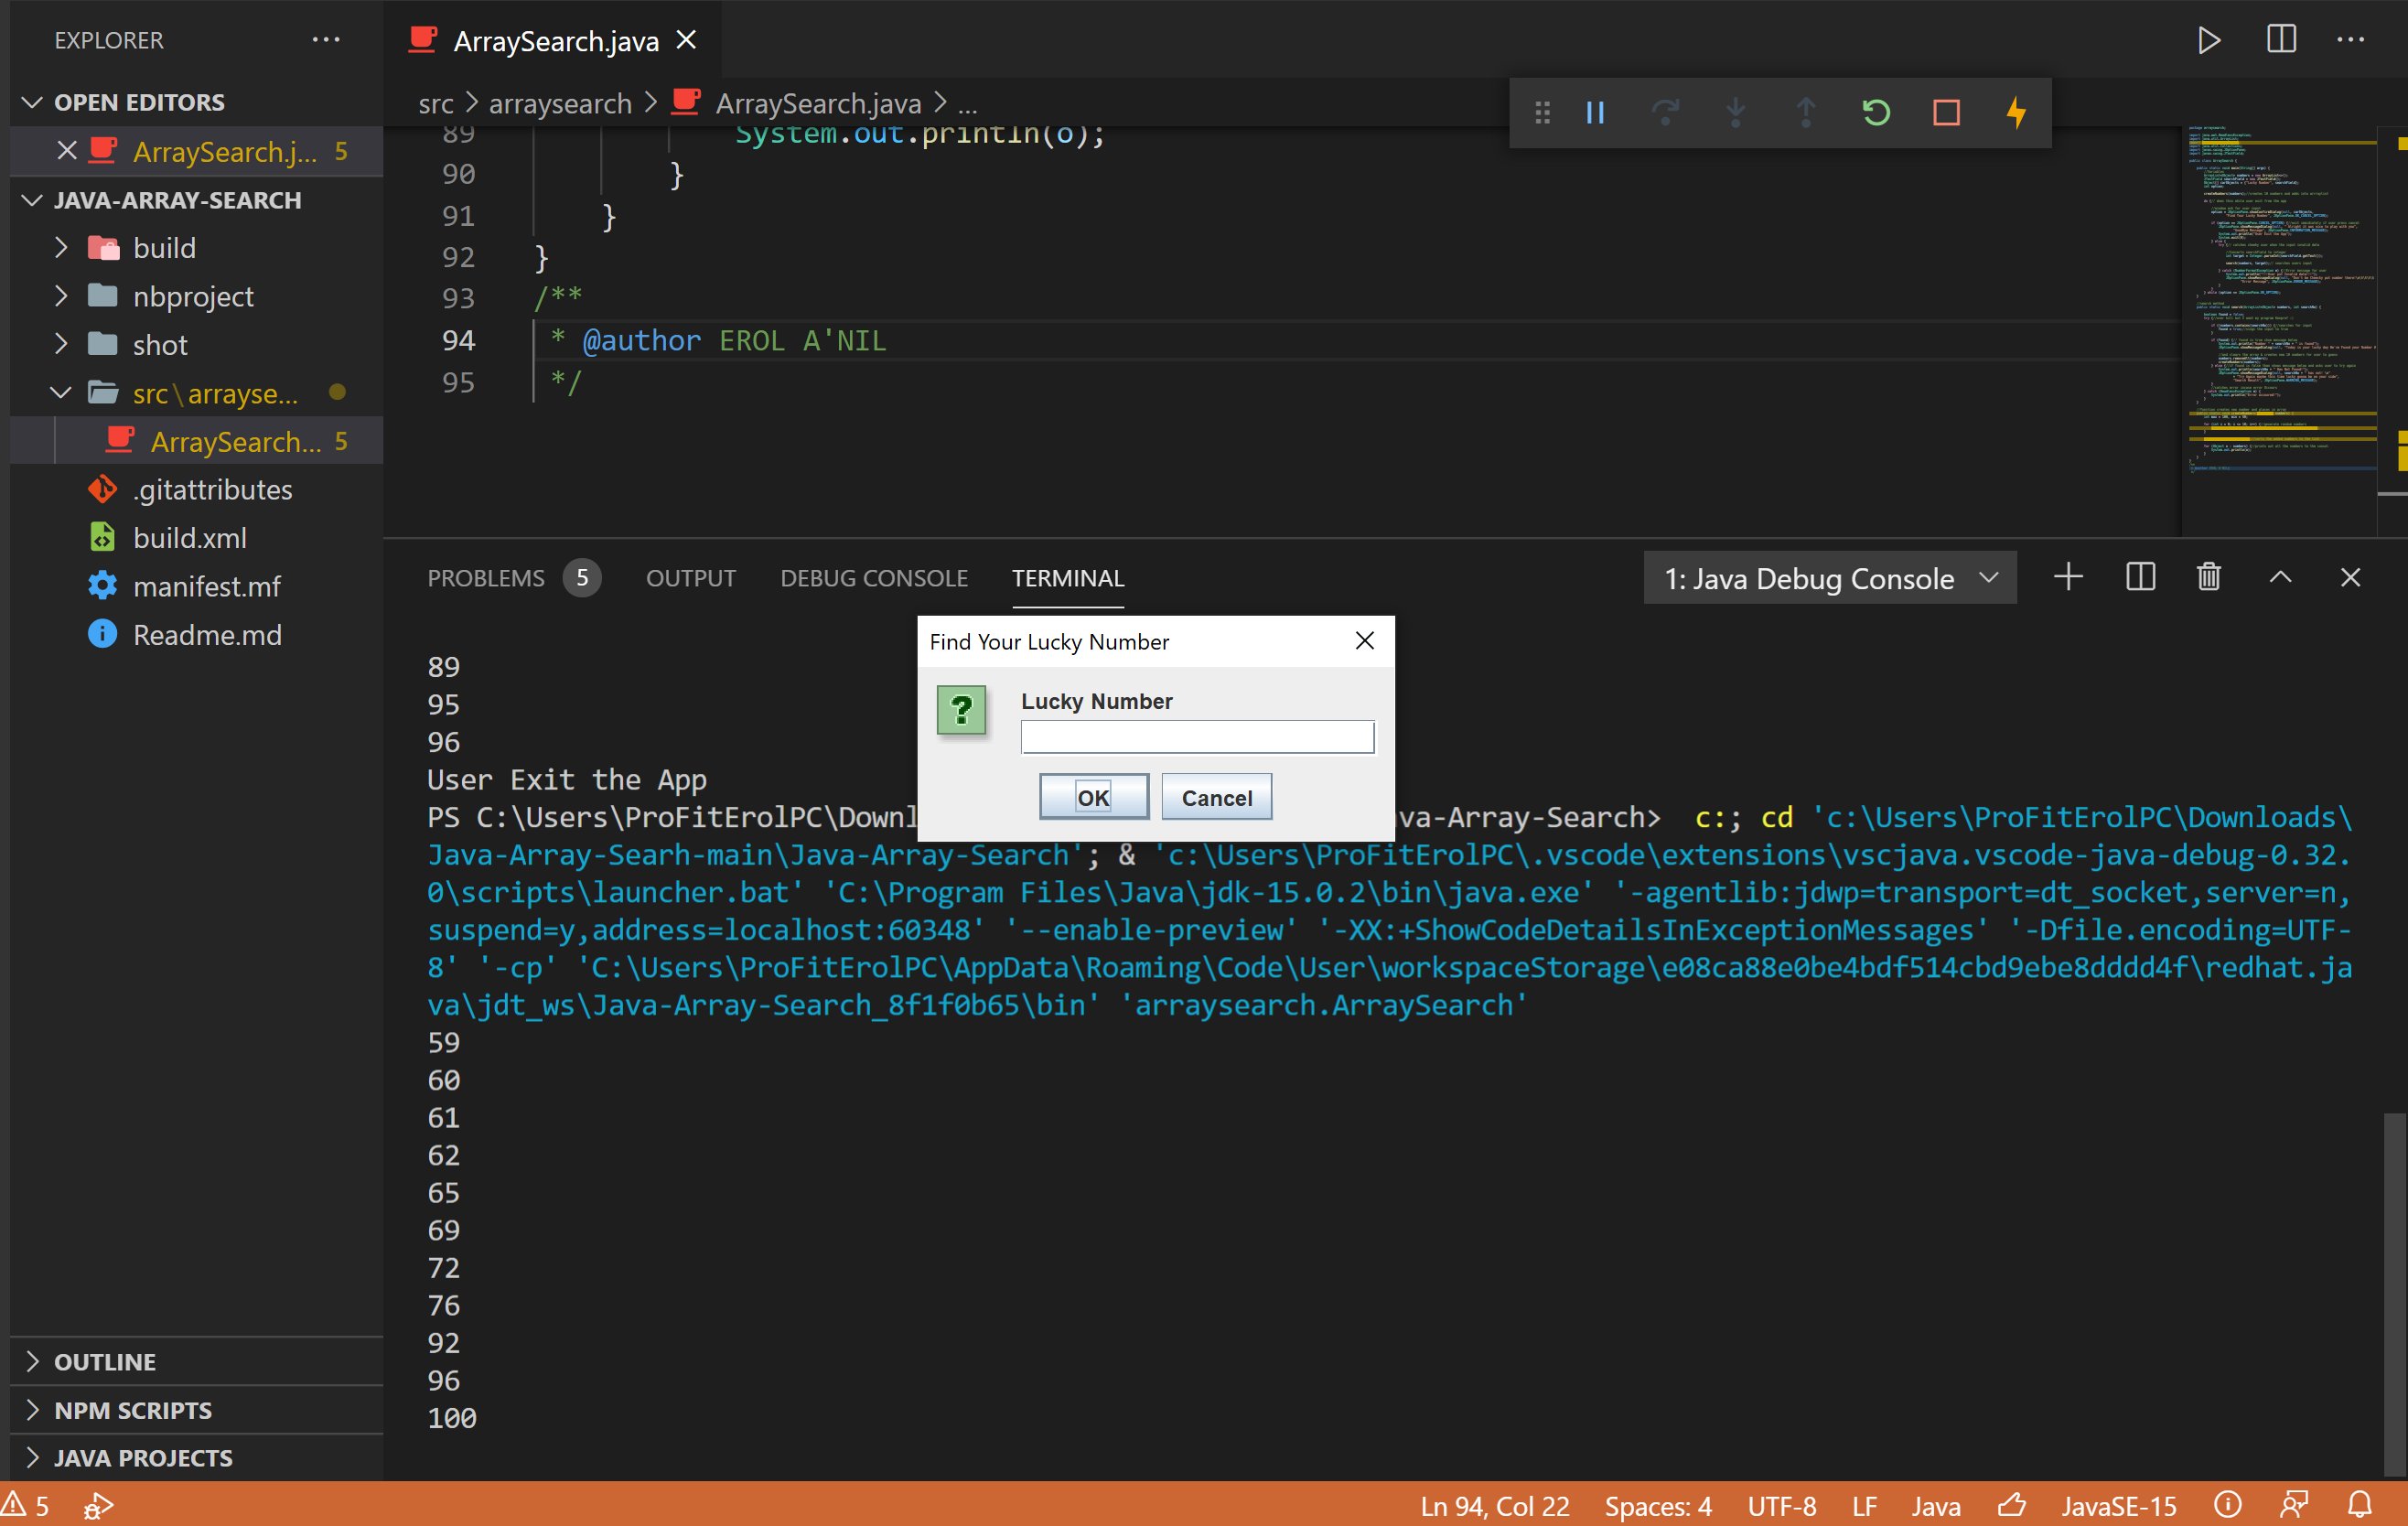 EXPLORER
ArraySearch.java
OPEN EDITORS
ArraySearch.j... 5
JAVA-ARRAY-SEARCH
build
nbproject
shot
src\arrayse...
ArraySearch... 5
.gitattributes
build.xml
manifest.mf
Readme.md
OUTLINE
NPM SCRIPTS
JAVA PROJECTS
src > arraysearch > ArraySearch.java > ...
89 System.out.println(o);
90 }
91 }
92 }
93 /**
94 * @author EROL A'NIL
95 */
PROBLEMS 5 OUTPUT DEBUG CONSOLE TERMINAL 1: Java Debug Console
89
95
96
User Exit the App
PS C:\Users\ProFitErolPC\Downl va-Array-Search> c:; cd 'c:\Users\ProFitErolPC\Downloads\
Java-Array-Searh-main\Java-Array-Search'; & 'c:\Users\ProFitErolPC\.vscode\extensions\vscjava.vscode-java-debug-0.32.
0\scripts\launcher.bat' 'C:\Program Files\Java\jdk-15.0.2\bin\java.exe' '-agentlib:jdwp=transport=dt_socket,server=n,
suspend=y,address=localhost:60348' '--enable-preview' '-XX:+ShowCodeDetailsInExceptionMessages' '-Dfile.encoding=UTF-
8' '-cp' 'C:\Users\ProFitErolPC\AppData\Roaming\Code\User\workspaceStorage\e08ca88e0be4bdf514cbd9ebe8dddd4f\redhat.ja
va\jdt_ws\Java-Array-Search_8f1f0b65\bin' 'arraysearch.ArraySearch'
59
60
61
62
65
69
72
76
92
96
100
Find Your Lucky Number
Lucky Number
OK Cancel
5 Ln 94, Col 22 Spaces: 4 UTF-8 LF Java JavaSE-15